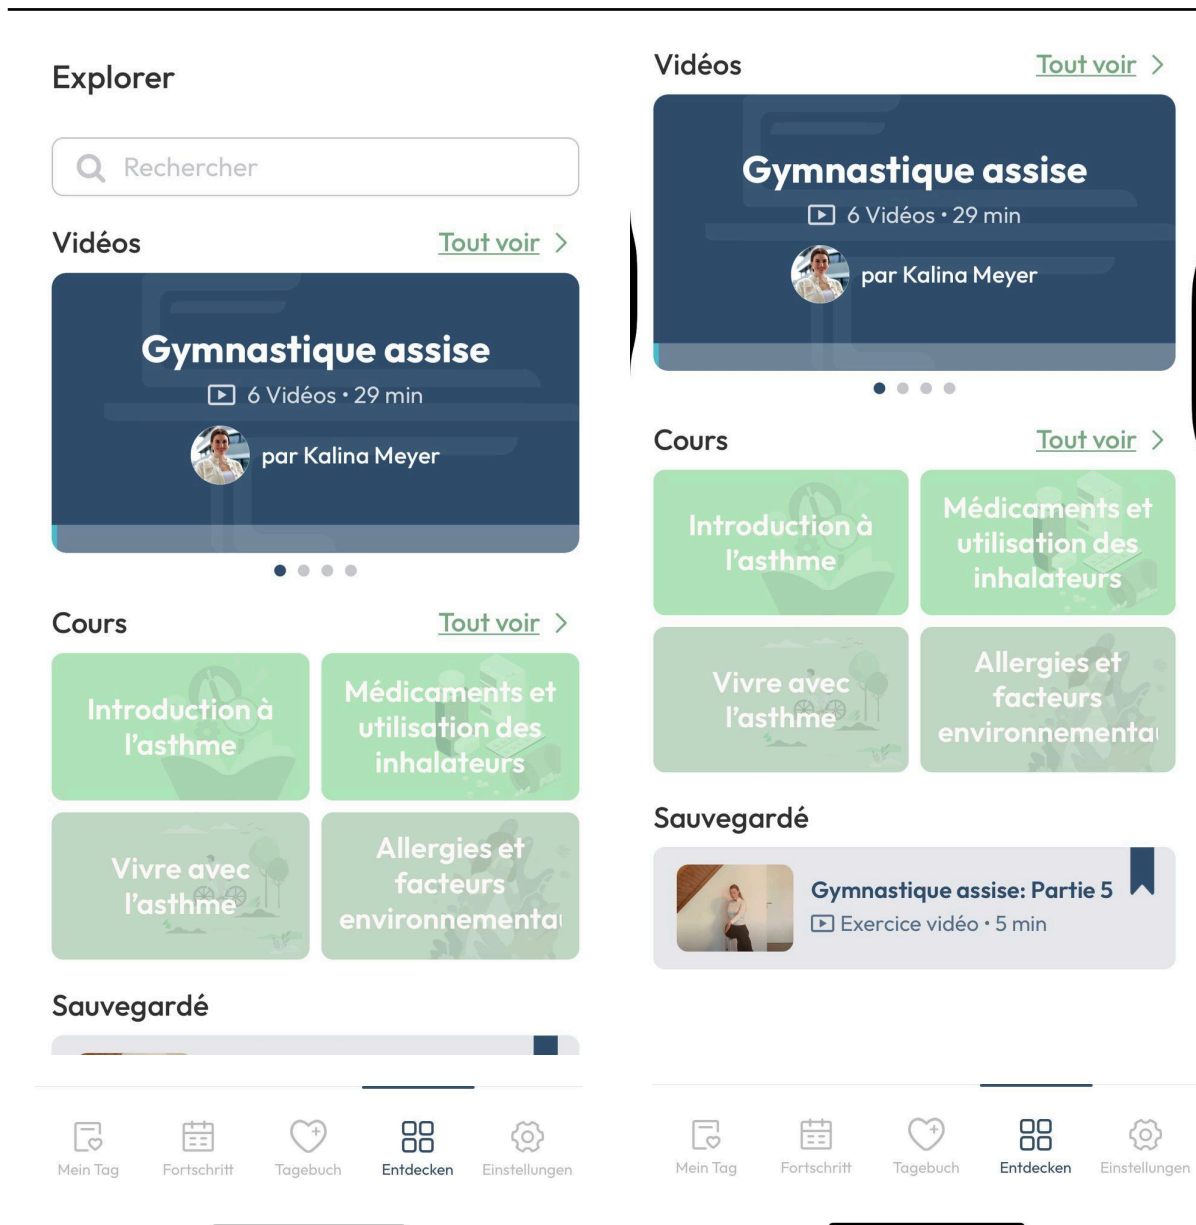 Explorer
Rechercher
Vidéos
Tout voir
Gymnastique assise
6 Vidéos • 29 min
par Kalina Meyer
Cours
Tout voir
Introduction à
l’asthme
Médicaments et
utilisation des
inhalateurs
Vivre avec
l’asthme
Allergies et
facteurs
environnementau
Sauvegardé
Mein Tag
Fortschritt
Tagebuch
Entdecken
Einstellungen
Vidéos
Tout voir
Gymnastique assise
6 Vidéos • 29 min
par Kalina Meyer
Cours
Tout voir
Introduction à
l’asthme
Médicaments et
utilisation des
inhalateurs
Vivre avec
l’asthme
Allergies et
facteurs
environnementau
Sauvegardé
Gymnastique assise: Partie 5
Exercice vidéo • 5 min
Mein Tag
Fortschritt
Tagebuch
Entdecken
Einstellungen